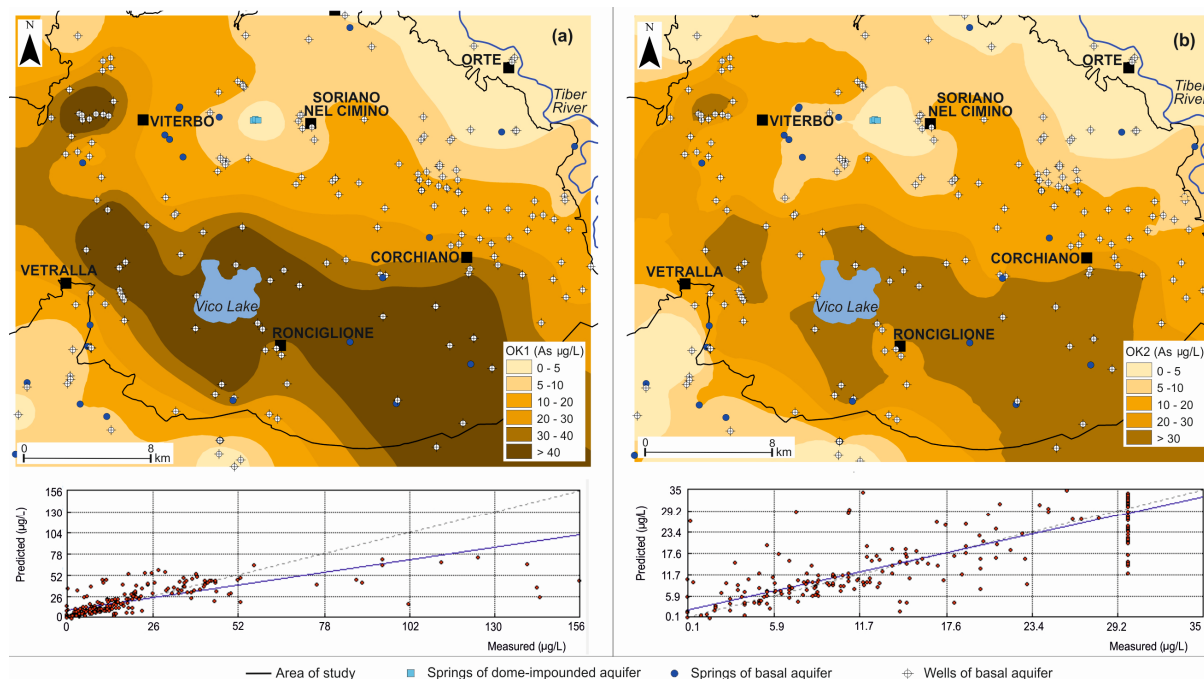 N
(a)
ORTE
Tiber
River
SORIANO
NEL CIMINO
VITERBO
CORCHIANO
VETRALLA
Vico Lake
RONCIGLIONE
OK1 (As µg/L)
0 - 5
5 -10
10 - 20
20 - 30
30 - 40
> 40
0 8
km
N
(b)
ORTE
Tiber
River
SORIANO
NEL CIMINO
VITERBO
CORCHIANO
VETRALLA
Vico Lake
RONCIGLIONE
OK2 (As µg/L)
0 - 5
5 -10
10 - 20
20 - 30
> 30
0 8
km
Predicted (µg/L)
156
130
104
78
52
26
0
0 26 52 78 102 130 156
Measured (µg/L)
Predicted (µg/L)
35
29.2
23.4
17.6
11.7
5.9
0.1
0.1 5.9 11.7 17.6 23.4 29.2 35
Measured (µg/L)
Area of study Springs of dome-impounded aquifer Springs of basal aquifer Wells of basal aquifer